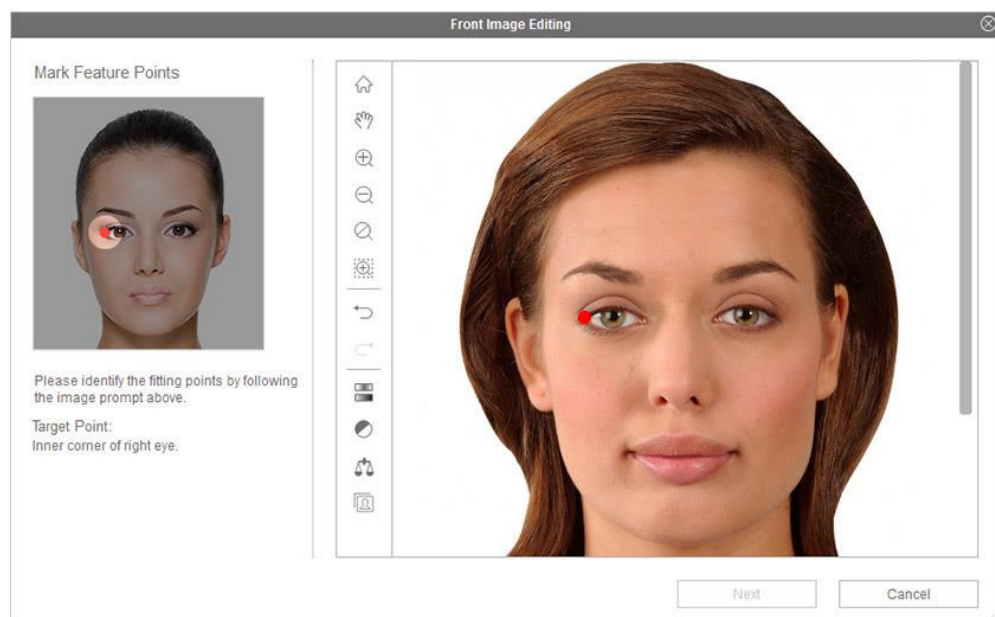 Front Image Editing
Mark Feature Points
Please identify the fitting points by following
the image prompt above.
Target Point:
Inner corner of right eye.
Next
Cancel